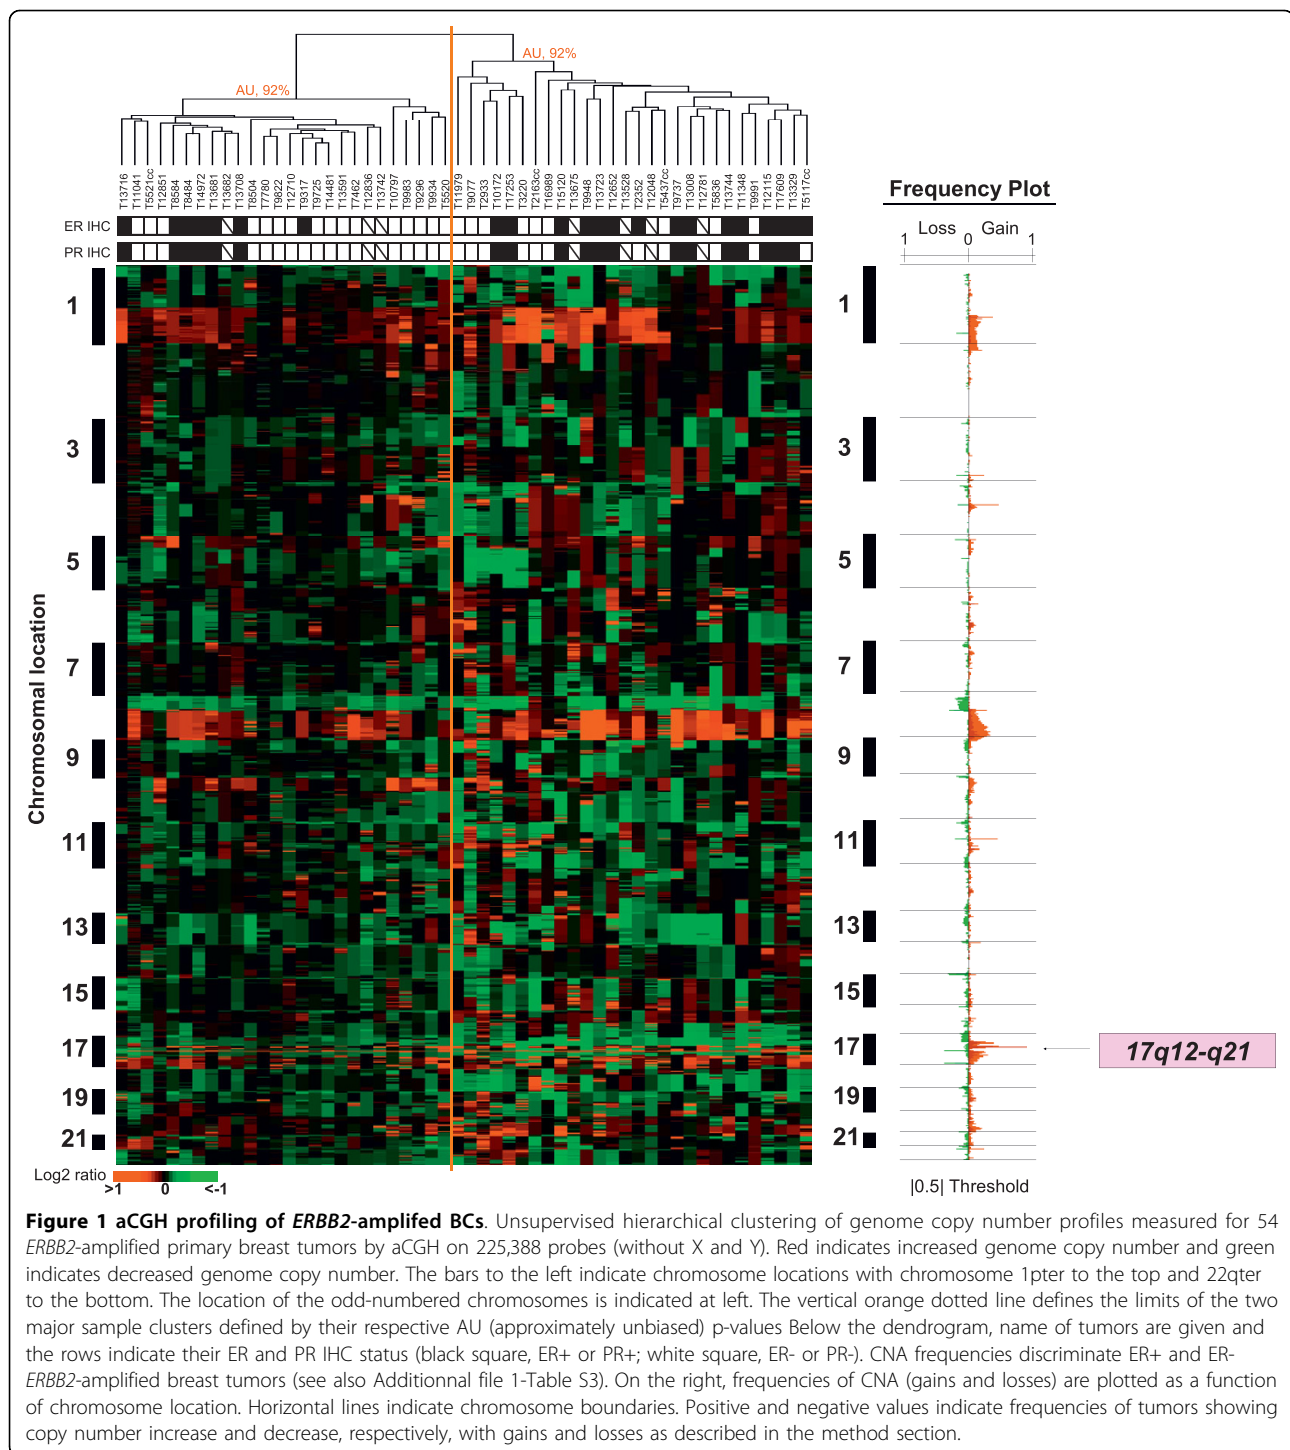 AU, 92%
AU, 92%
T13716
T11041
T5521cc
T12851
T8584
T8484
T14972
T13681
T13682
T13708
T8504
T7780
T9822
T12710
T9317
T9725
T14481
T13591
T7462
T12836
T13742
T10797
T9983
T9296
T9934
T5520
T11979
T9077
T2933
T10172
T17253
T3220
T2163cc
T16989
T15120
T13675
T9948
T13723
T12652
T13528
T2352
T12048
T5437cc
T9737
T13008
T12781
T5836
T13744
T11348
T9991
T12115
T17609
T13329
T5117cc
ER IHC
PR IHC
Chromosomal location
1
3
5
7
9
11
13
15
17
19
21
Log2 ratio
>1 0 <-1
Frequency Plot
Loss Gain
1 0 1
1
3
5
7
9
11
13
15
17
19
21
17q12-q21
|0.5| Threshold
Figure 1 aCGH profiling of ERBB2-amplifed BCs. Unsupervised hierarchical clustering of genome copy number profiles measured for 54
ERBB2-amplified primary breast tumors by aCGH on 225,388 probes (without X and Y). Red indicates increased genome copy number and green
indicates decreased genome copy number. The bars to the left indicate chromosome locations with chromosome 1pter to the top and 22qter
to the bottom. The location of the odd-numbered chromosomes is indicated at left. The vertical orange dotted line defines the limits of the two
major sample clusters defined by their respective AU (approximately unbiased) p-values Below the dendrogram, name of tumors are given and
the rows indicate their ER and PR IHC status (black square, ER+ or PR+; white square, ER- or PR-). CNA frequencies discriminate ER+ and ER-
ERBB2-amplified breast tumors (see also Additionnal file 1-Table S3). On the right, frequencies of CNA (gains and losses) are plotted as a function
of chromosome location. Horizontal lines indicate chromosome boundaries. Positive and negative values indicate frequencies of tumors showing
copy number increase and decrease, respectively, with gains and losses as described in the method section.